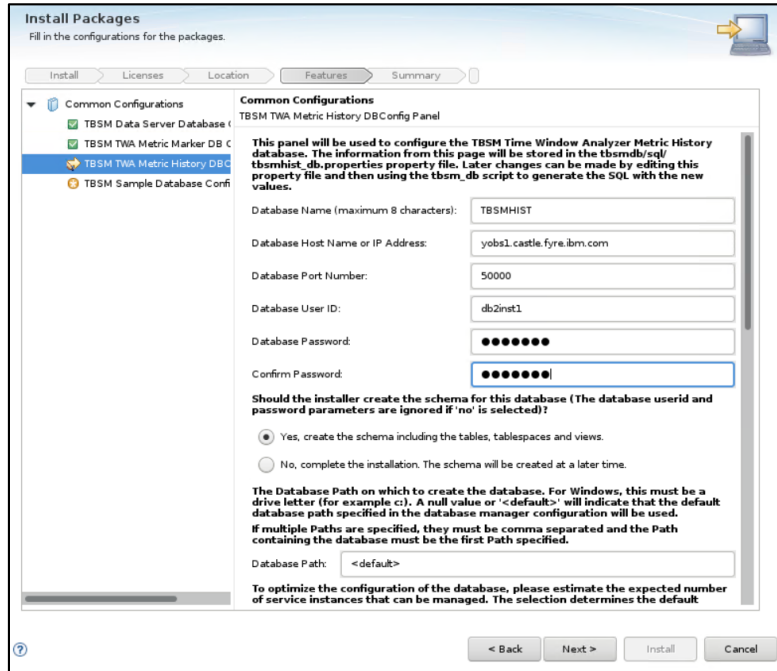 Install Packages
Fill in the configurations for the packages.
Install
Licenses
Location
Features
Summary
Common Configurations
TBSM Data Server Database (
TBSM TWA Metric Marker DB C
TBSM TWA Metric History DBC
TBSM Sample Database Confi
Common Configurations
TBSM TWA Metric History DBConfig Panel
This panel will be used to configure the TBSM Time Window Analyzer Metric History
database. The information from this page will be stored in the tbsmdb/sql/
tbsmhist_db.properties property file. Later changes can be made by editing this
property file and then using the tbsm_db script to generate the SQL with the new
values.
Database Name (maximum 8 characters): TBSMHIST
Database Host Name or IP Address: yobs1.castle.fyre.ibm.com
Database Port Number: 50000
Database User ID: db2inst1
Database Password: ●●●●●●●
Confirm Password: ●●●●●●●
Should the installer create the schema for this database (The database userid and
password parameters are ignored if 'no' is selected)?
Yes, create the schema including the tables, tablespaces and views.
No, complete the installation. The schema will be created at a later time.
The Database Path on which to create the database. For Windows, this must be a
drive letter (for example c:). A null value or '<default>' will indicate that the default
database path specified in the database manager configuration will be used.
If multiple Paths are specified, they must be comma separated and the Path
containing the database must be the first Path specified.
Database Path: <default>
To optimize the configuration of the database, please estimate the expected number
of service instances that can be managed. The selection determines the default
?
< Back
Next >
Install
Cancel